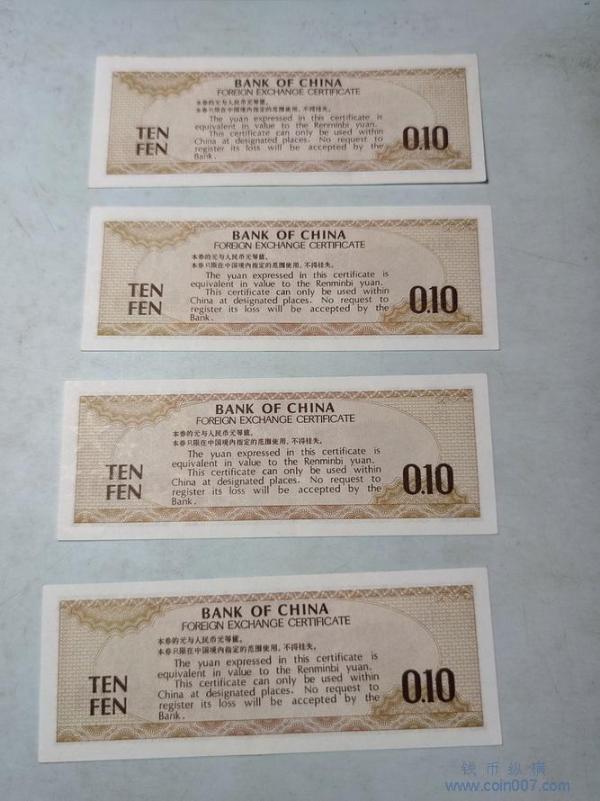 BANK OF CHINA
FOREIGN EXCHANGE CERTIFICATE
本券的元与人民币元等值。
本券只限在中国境内指定的范围使用，不得挂失。
The yuan expressed in this certificate is
equivalent in value to the Renminbi yuan.
This certificate can only be used within
China at designated places. No request to
register its loss will be accepted by the
Bank.
TEN
FEN
0.10
BANK OF CHINA
FOREIGN EXCHANGE CERTIFICATE
本券的元与人民币元等值。
本券只限在中国境内指定的范围使用，不得挂失。
The yuan expressed in this certificate is
equivalent in value to the Renminbi yuan.
This certificate can only be used within
China at designated places. No request to
register its loss will be accepted by the
Bank.
TEN
FEN
0.10
BANK OF CHINA
FOREIGN EXCHANGE CERTIFICATE
本券的元与人民币元等值。
本券只限在中国境内指定的范围使用，不得挂失。
The yuan expressed in this certificate is
equivalent in value to the Renminbi yuan.
This certificate can only be used within
China at designated places. No request to
register its loss will be accepted by the
Bank.
TEN
FEN
0.10
BANK OF CHINA
FOREIGN EXCHANGE CERTIFICATE
本券的元与人民币元等值。
本券只限在中国境内指定的范围使用，不得挂失。
The yuan expressed in this certificate is
equivalent in value to the Renminbi yuan.
This certificate can only be used within
China at designated places. No request to
register its loss will be accepted by the
Bank.
TEN
FEN
0.10
钱币纵横
www.coin007.com